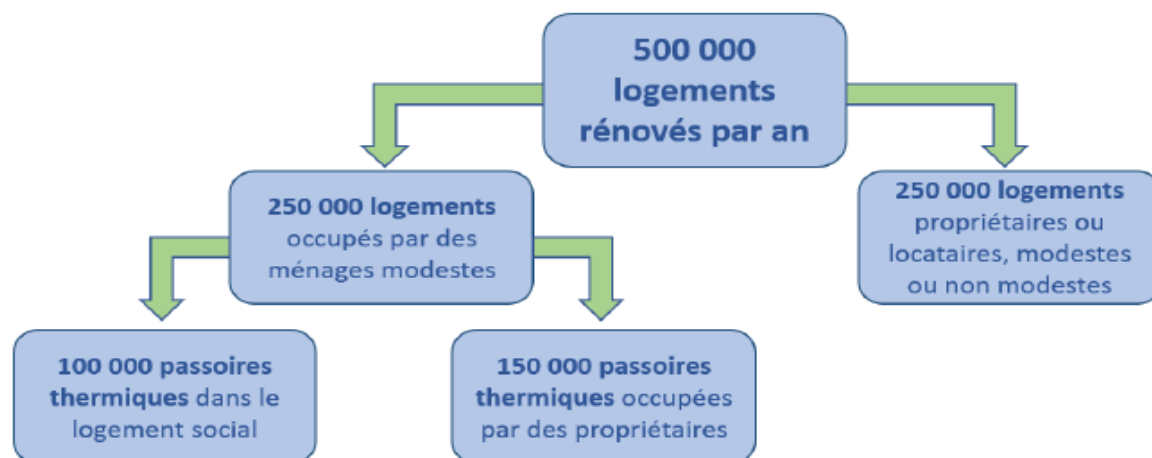 500 000
logements
rénovés par an
250 000 logements
occupés par des
ménages modestes
250 000 logements
propriétaires ou
locataires, modestes
ou non modestes
100 000 passoires
thermiques dans le
logement social
150 000 passoires
thermiques occupées
par des propriétaires